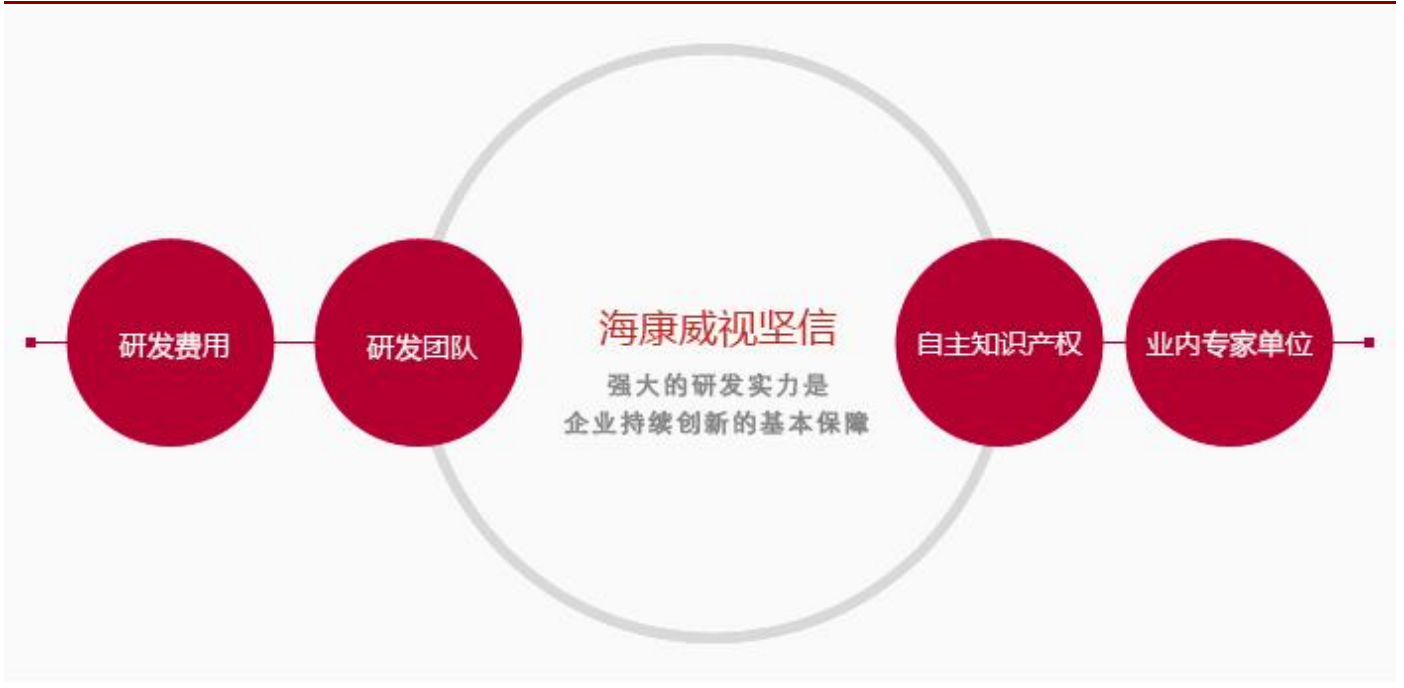 研发费用
研发团队
海康威视坚信
强大的研发实力是
企业持续创新的基本保障
自主知识产权
业内专家单位